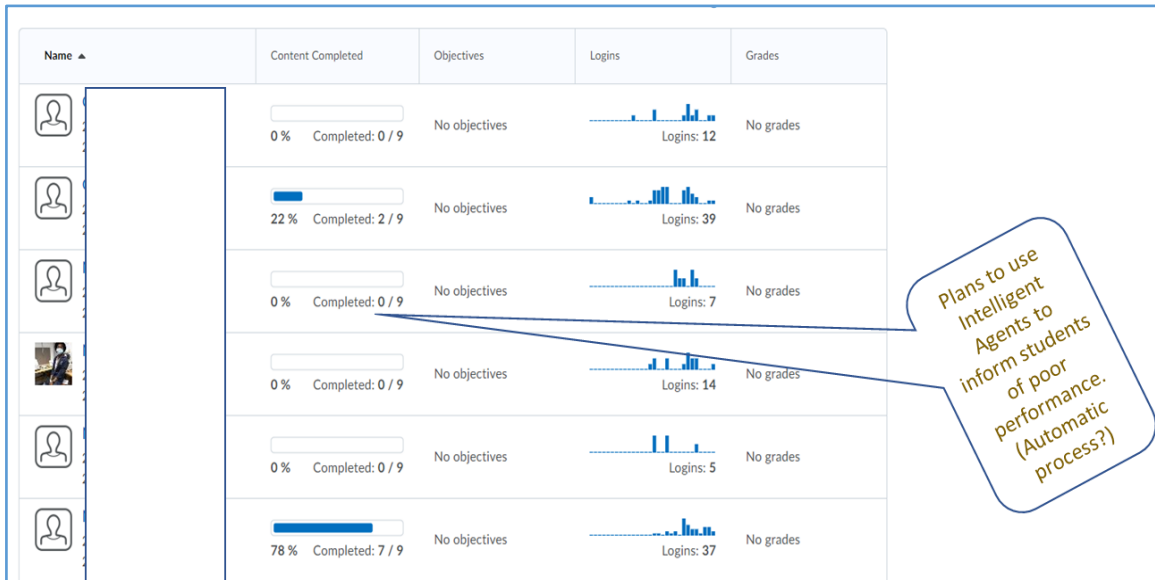 Name Content Completed Objectives Logins Grades
0 % Completed: 0 / 9 No objectives Logins: 12 No grades
22 % Completed: 2 / 9 No objectives Logins: 39 No grades
0 % Completed: 0 / 9 No objectives Logins: 7 No grades
0 % Completed: 0 / 9 No objectives Logins: 14 No grades
0 % Completed: 0 / 9 No objectives Logins: 5 No grades
78 % Completed: 7 / 9 No objectives Logins: 37 No grades
Plans to use
Intelligent
Agents to
inform students
of poor
performance.
(Automatic
process?)